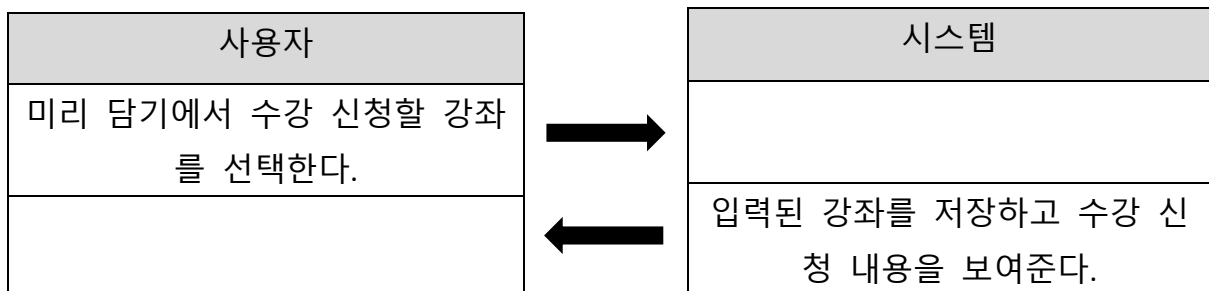 사용자
시스템
미리 담기에서 수강 신청할 강좌
를 선택한다.
입력된 강좌를 저장하고 수강 신
청 내용을 보여준다.